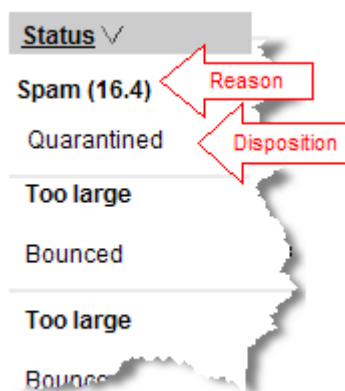 Status
Spam (16.4) Reason
Quarantined Disposition
Too large
Bounced
Too large